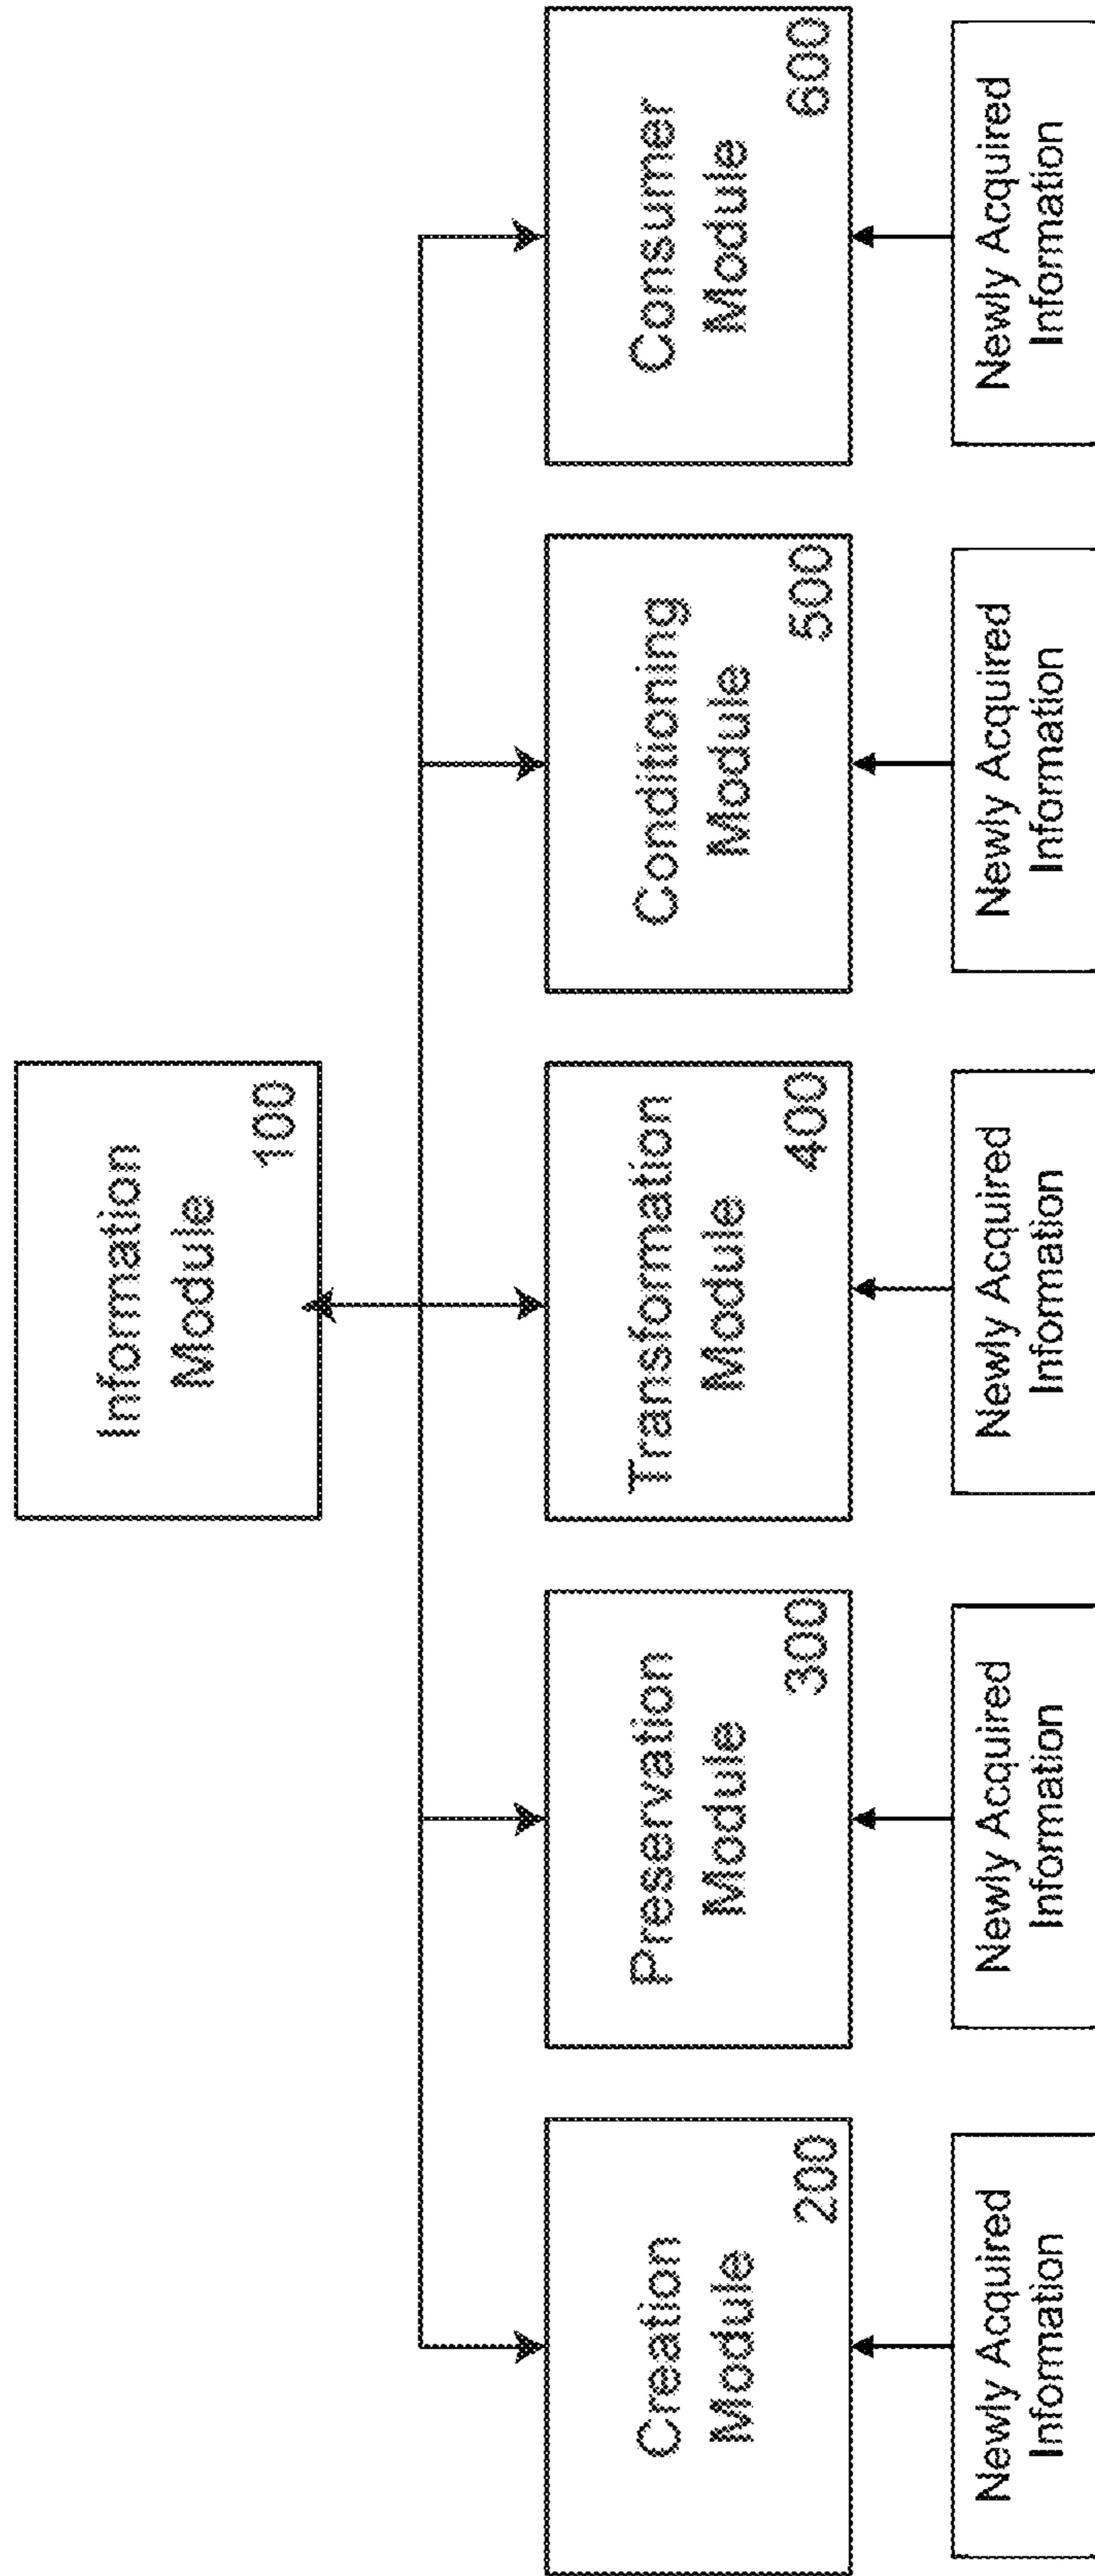 Information
Module
100
Creation
Module
200
Preservation
Module
300
Transformation
Module
400
Conditioning
Module
500
Consumer
Module
600
Newly Acquired
Information
Newly Acquired
Information
Newly Acquired
Information
Newly Acquired
Information
Newly Acquired
Information